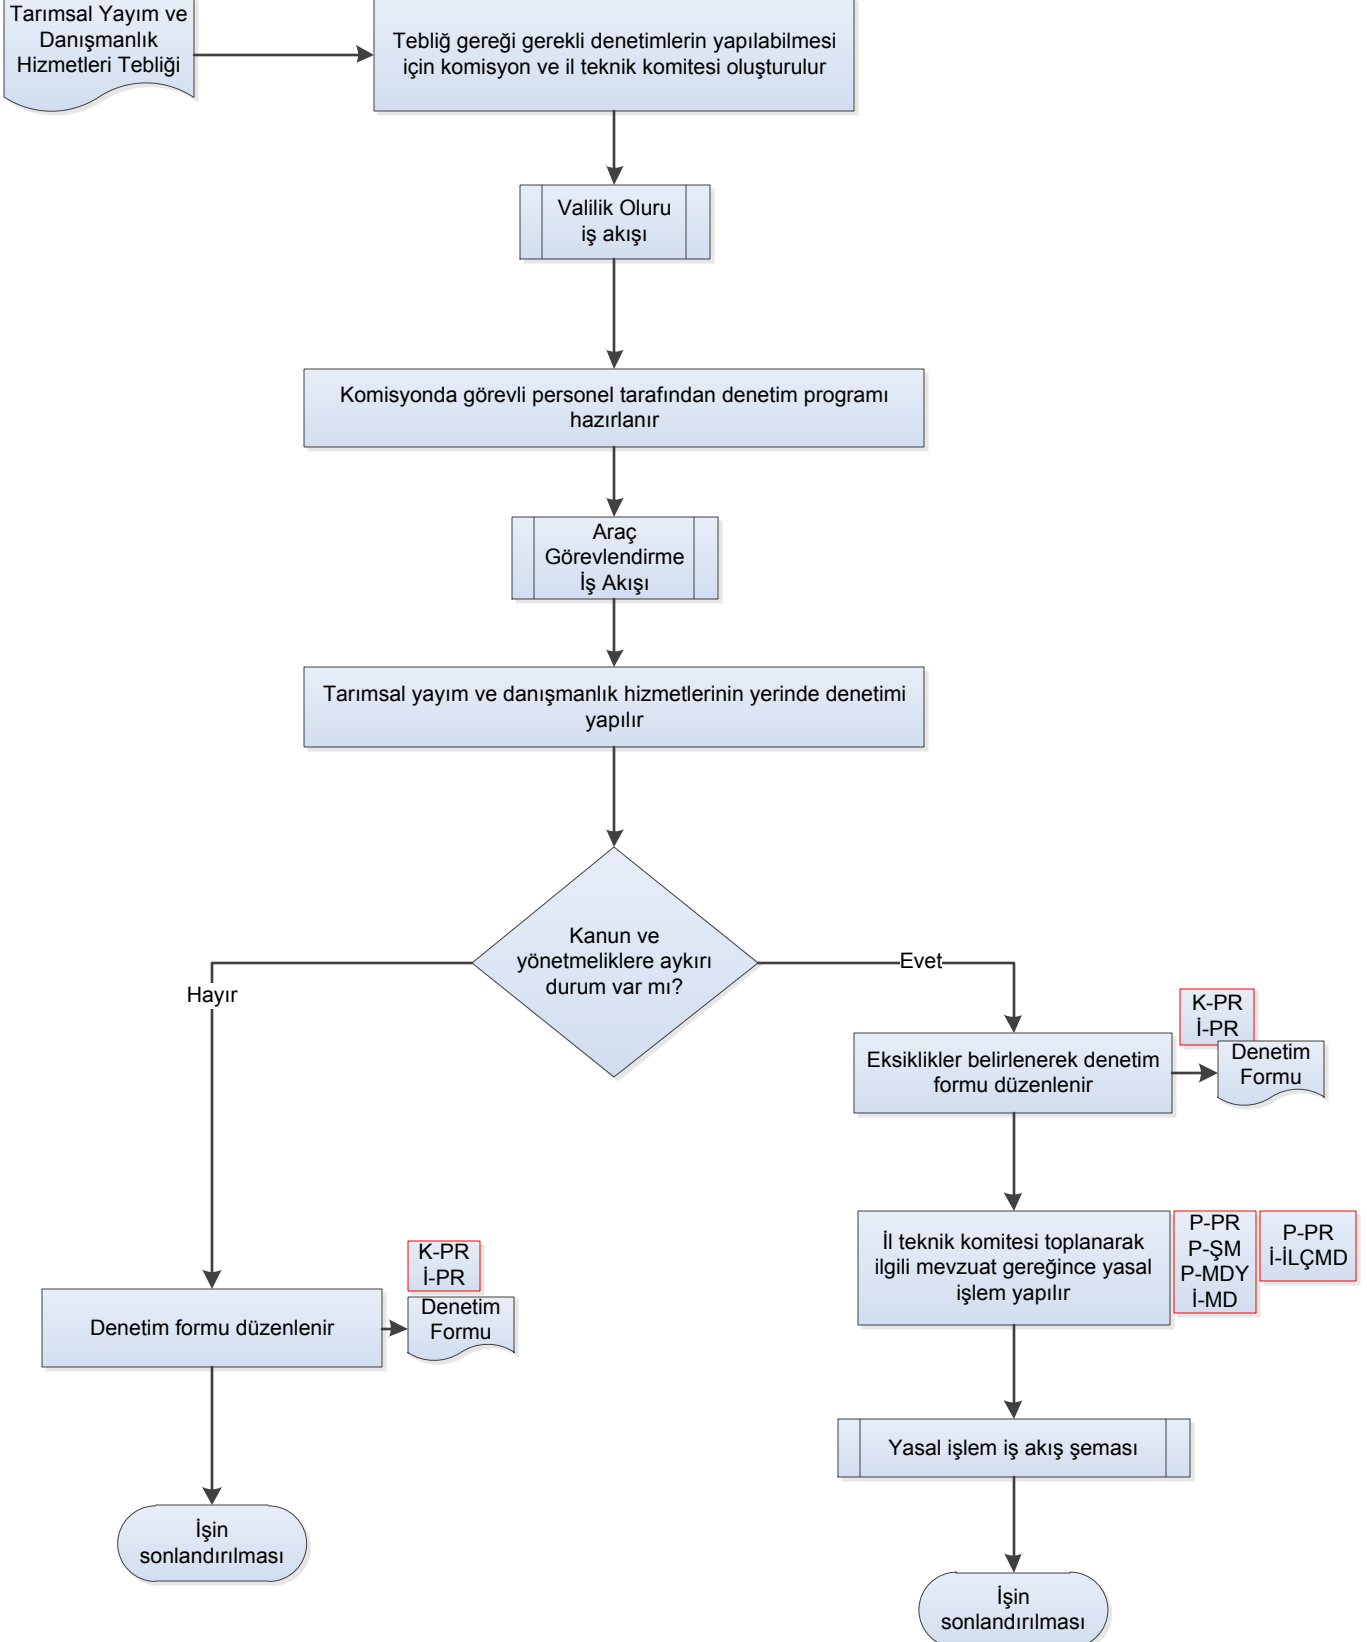 Tarımsal Yayım ve
Danışmanlık
Hizmetleri Tebliği
Tebliğ gereği gerekli denetimlerin yapılabilmesi
için komisyon ve il teknik komitesi oluşturulur
Valilik Oluru
iş akışı
Komisyonda görevli personel tarafından denetim programı
hazırlanır
Araç
Görevlendirme
İş Akışı
Tarımsal yayım ve danışmanlık hizmetlerinin yerinde denetimi
yapılır
Kanun ve
yönetmeliklere aykırı
durum var mı?
Hayır
Evet
K-PR
İ-PR
Denetim
Formu
Eksiklikler belirlenerek denetim
formu düzenlenir
İl teknik komitesi toplanarak
ilgili mevzuat gereğince yasal
işlem yapılır
P-PR
P-ŞM
P-MDY
İ-MD
P-PR
İ-İLÇMD
K-PR
İ-PR
Denetim
Formu
Denetim formu düzenlenir
Yasal işlem iş akış şeması
İşin
sonlandırılması
İşin
sonlandırılması